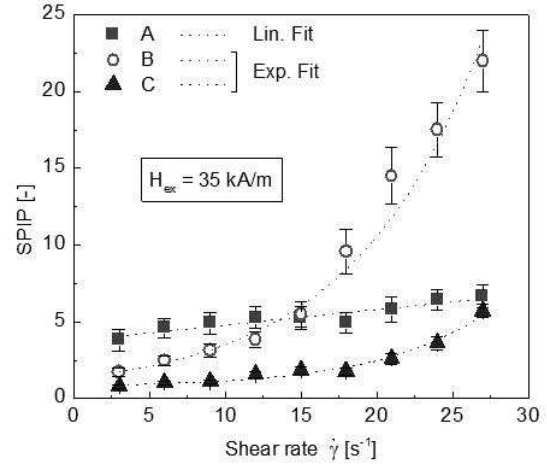 25
20
15
10
5
0
SPIP [-]
A Lin. Fit
B
C
Exp. Fit
H_ex = 35 kA/m
0 5 10 15 20 25 30
Shear rate γ̇ [s⁻¹]